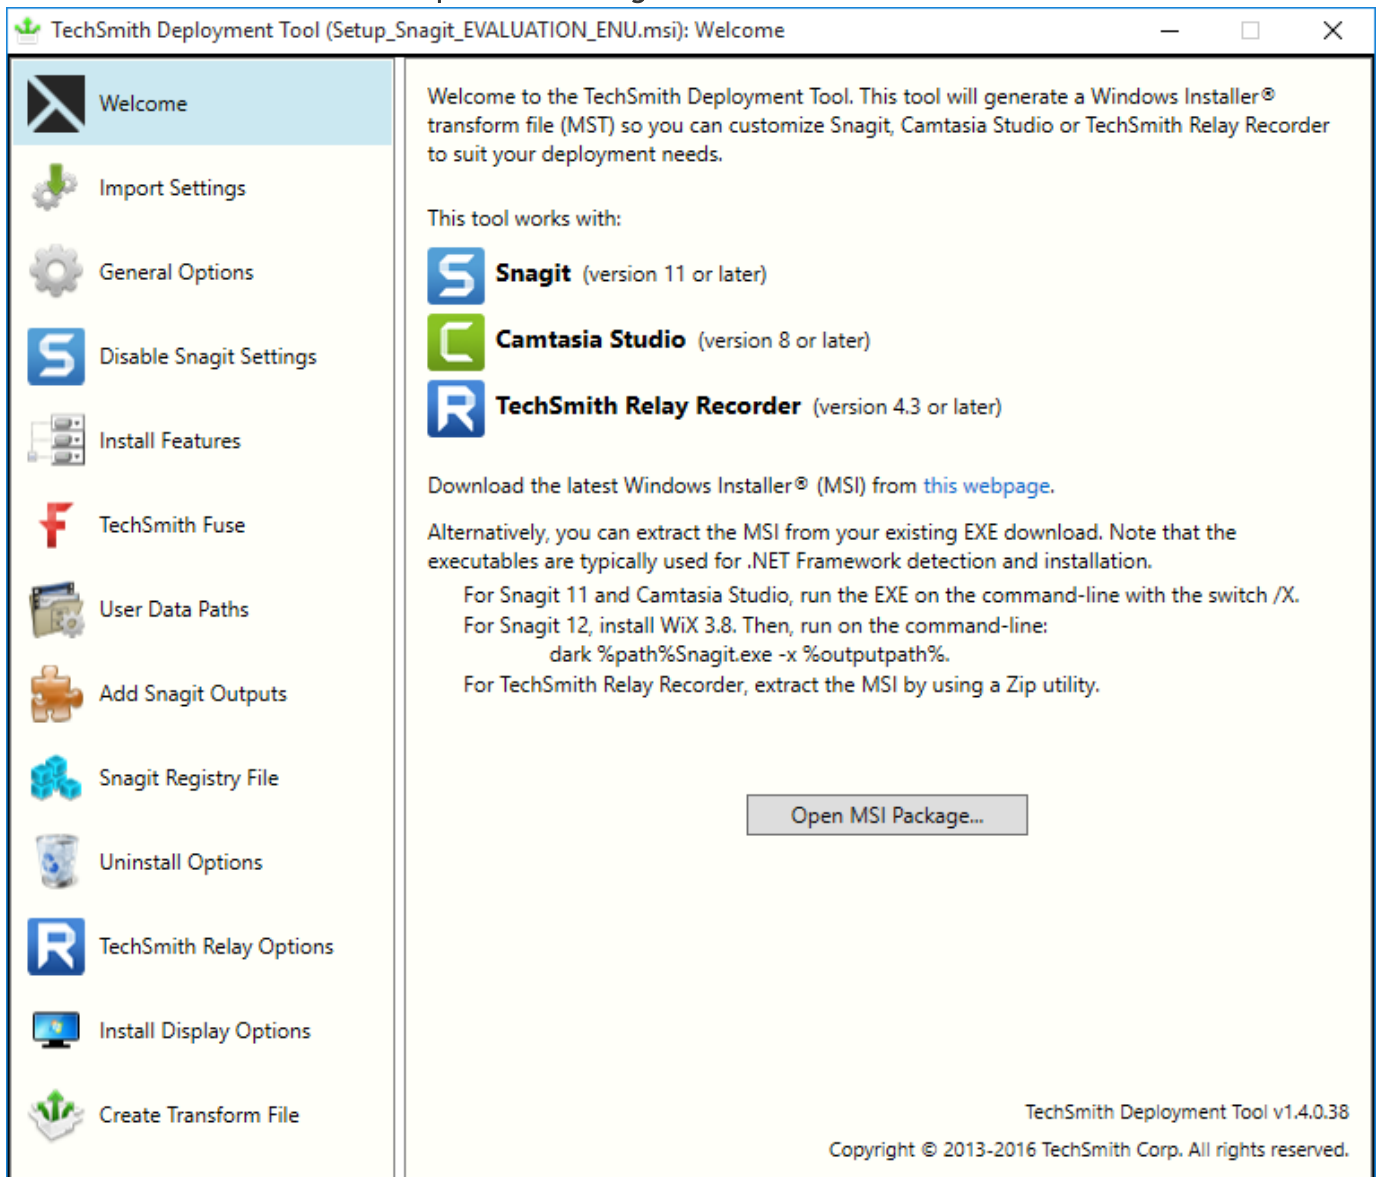 TechSmith Deployment Tool (Setup_Snagit_EVALUATION_ENU.msi): Welcome
Welcome
Import Settings
General Options
Disable Snagit Settings
Install Features
TechSmith Fuse
User Data Paths
Add Snagit Outputs
Snagit Registry File
Uninstall Options
TechSmith Relay Options
Install Display Options
Create Transform File
Welcome to the TechSmith Deployment Tool. This tool will generate a Windows Installer®
transform file (MST) so you can customize Snagit, Camtasia Studio or TechSmith Relay Recorder
to suit your deployment needs.
This tool works with:
Snagit (version 11 or later)
Camtasia Studio (version 8 or later)
TechSmith Relay Recorder (version 4.3 or later)
Download the latest Windows Installer® (MSI) from this webpage.
Alternatively, you can extract the MSI from your existing EXE download. Note that the
executables are typically used for .NET Framework detection and installation.
For Snagit 11 and Camtasia Studio, run the EXE on the command-line with the switch /X.
For Snagit 12, install WiX 3.8. Then, run on the command-line:
dark %path%Snagit.exe -x %outputpath%.
For TechSmith Relay Recorder, extract the MSI by using a Zip utility.
Open MSI Package...
TechSmith Deployment Tool v1.4.0.38
Copyright © 2013-2016 TechSmith Corp. All rights reserved.